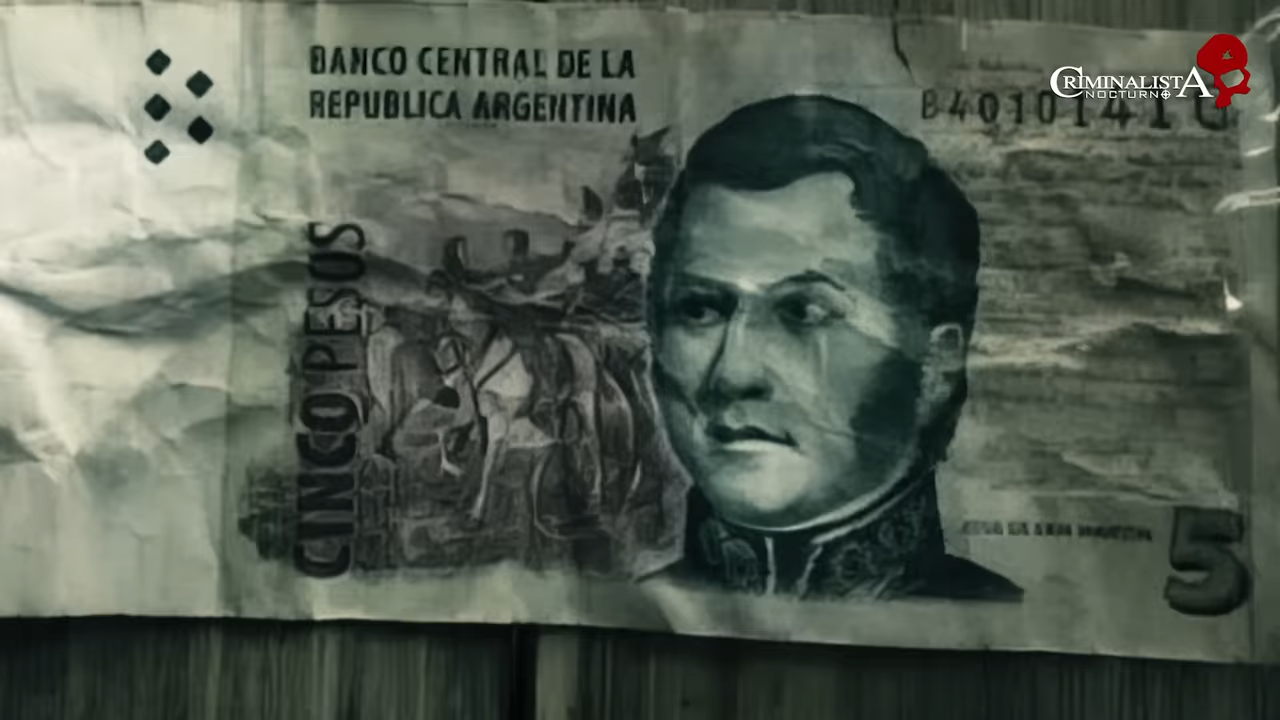 BANCO CENTRAL DE LA
REPUBLICA ARGENTINA
CRIMINALISTA
NOCTURNO
CINCO PESOS
5